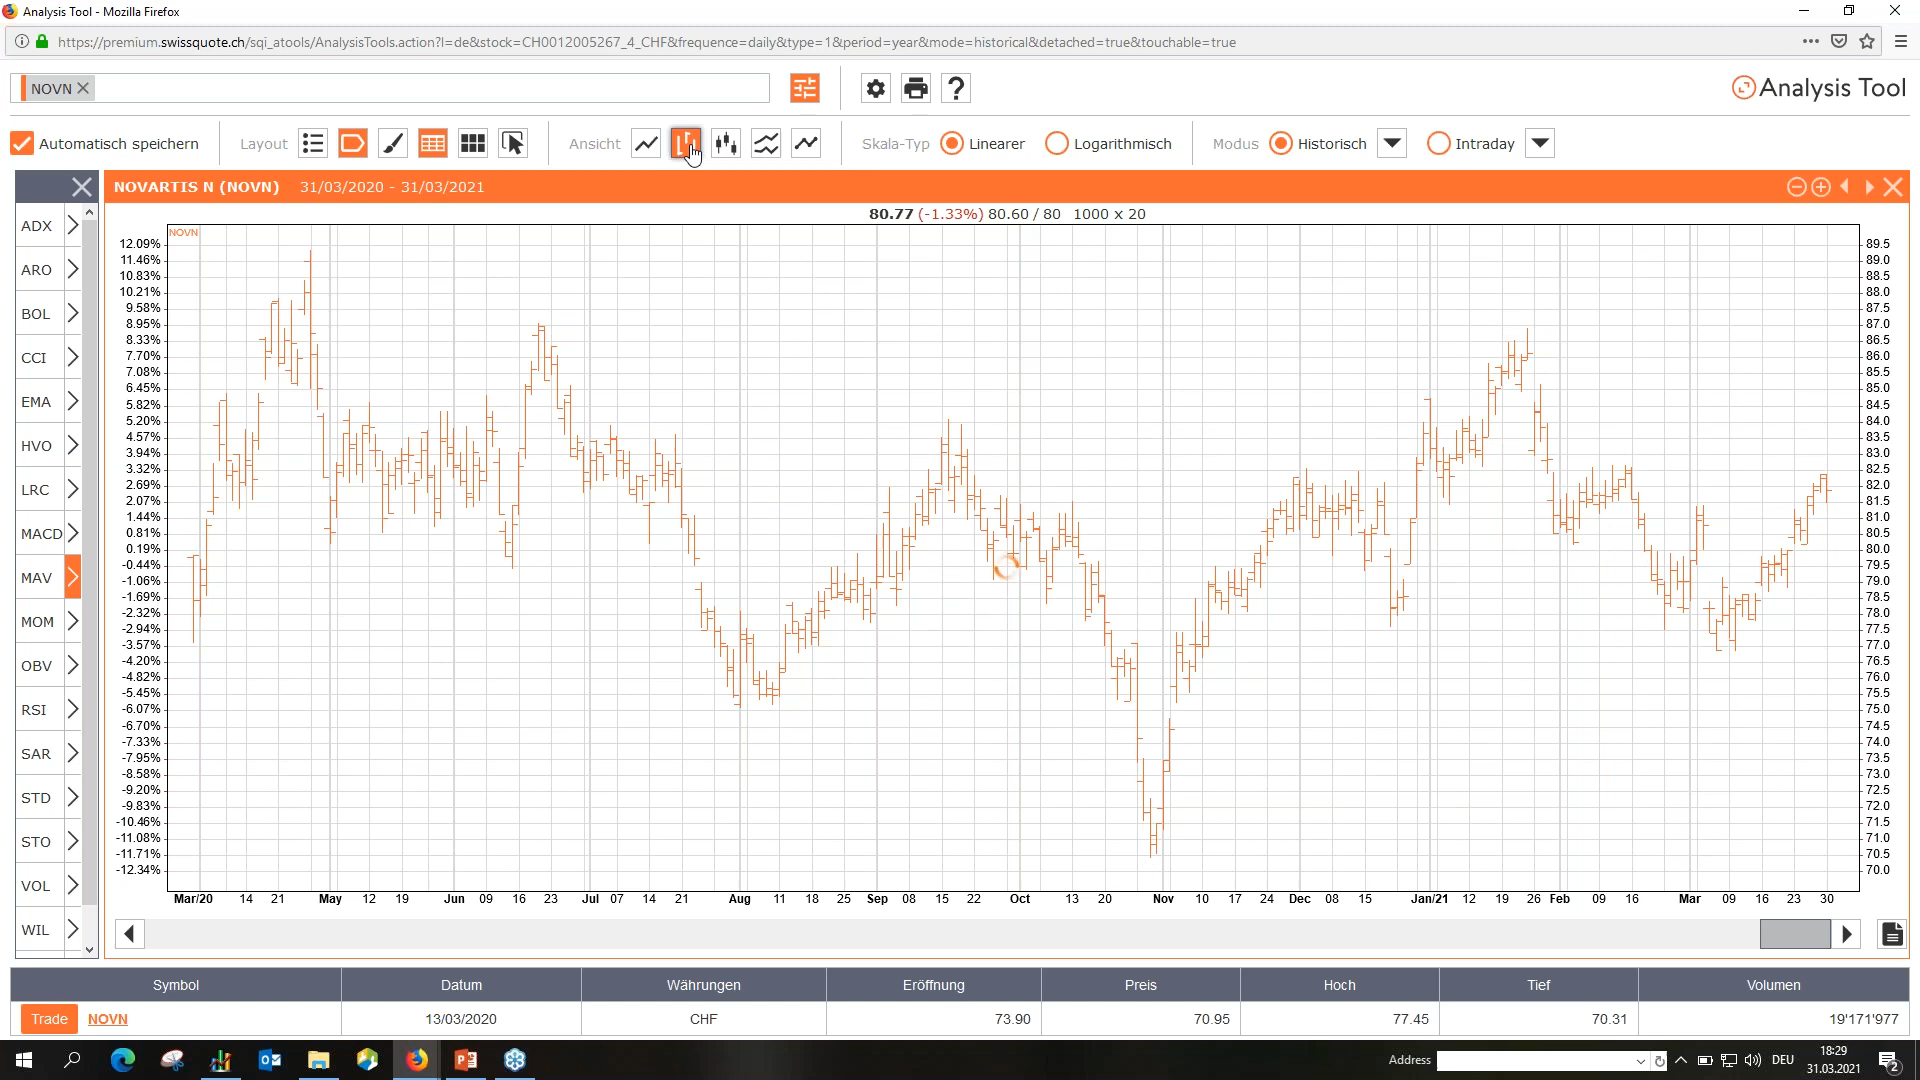 Analysis Tool - Mozilla Firefox
https://premium.swissquote.ch/sqi_atools/AnalysisTools.action?l=de&stock=CH0012005267_4_CHF&frequence=daily&type=1&period=year&mode=historical&detached=true&touchable=true
NOVN
Analysis Tool
Automatisch speichern Layout Ansicht Skala-Typ Linearer Logarithmisch Modus Historisch Intraday
NOVARTIS N (NOVN) 31/03/2020 - 31/03/2021
80.77 (-1.33%) 80.60 / 80 1000 x 20
NOVN
ADX
ARO
BOL
CCI
EMA
HVO
LRC
MACD
MAV
MOM
OBV
RSI
SAR
STD
STO
VOL
WIL
12.09%
11.46%
10.83%
10.21%
9.58%
8.95%
8.33%
7.70%
7.08%
6.45%
5.82%
5.20%
4.57%
3.94%
3.32%
2.69%
2.07%
1.44%
0.81%
0.19%
-0.44%
-1.06%
-1.69%
-2.32%
-2.94%
-3.57%
-4.20%
-4.82%
-5.45%
-6.07%
-6.70%
-7.33%
-7.95%
-8.58%
-9.20%
-9.83%
-10.46%
-11.08%
-11.71%
-12.34%
89.5
89.0
88.5
88.0
87.5
87.0
86.5
86.0
85.5
85.0
84.5
84.0
83.5
83.0
82.5
82.0
81.5
81.0
80.5
80.0
79.5
79.0
78.5
78.0
77.5
77.0
76.5
76.0
75.5
75.0
74.5
74.0
73.5
73.0
72.5
72.0
71.5
71.0
70.5
70.0
Mar/20 14 21 May 12 19 Jun 09 16 23 Jul 07 14 21 Aug 11 18 25 Sep 08 15 22 Oct 13 20 Nov 10 17 24 Dec 08 15 Jan/21 12 19 26 Feb 09 16 Mar 09 16 23 30
Symbol Datum Währungen Eröffnung Preis Hoch Tief Volumen
Trade NOVN 13/03/2020 CHF 73.90 70.95 77.45 70.31 19'171'977
Address DEU 18:29
31.03.2021
2